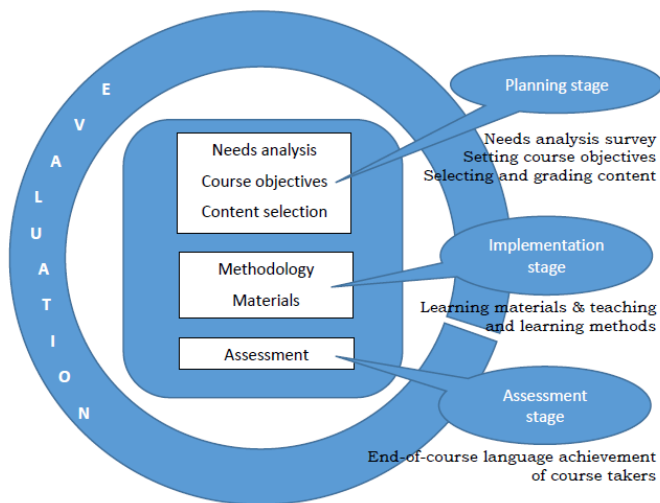 EVALUATION
Needs analysis
Course objectives
Content selection
Methodology
Materials
Assessment
Planning stage
Needs analysis survey
Setting course objectives
Selecting and grading content
Implementation
stage
Learning materials & teaching
and learning methods
Assessment
stage
End-of-course language achievement
of course takers